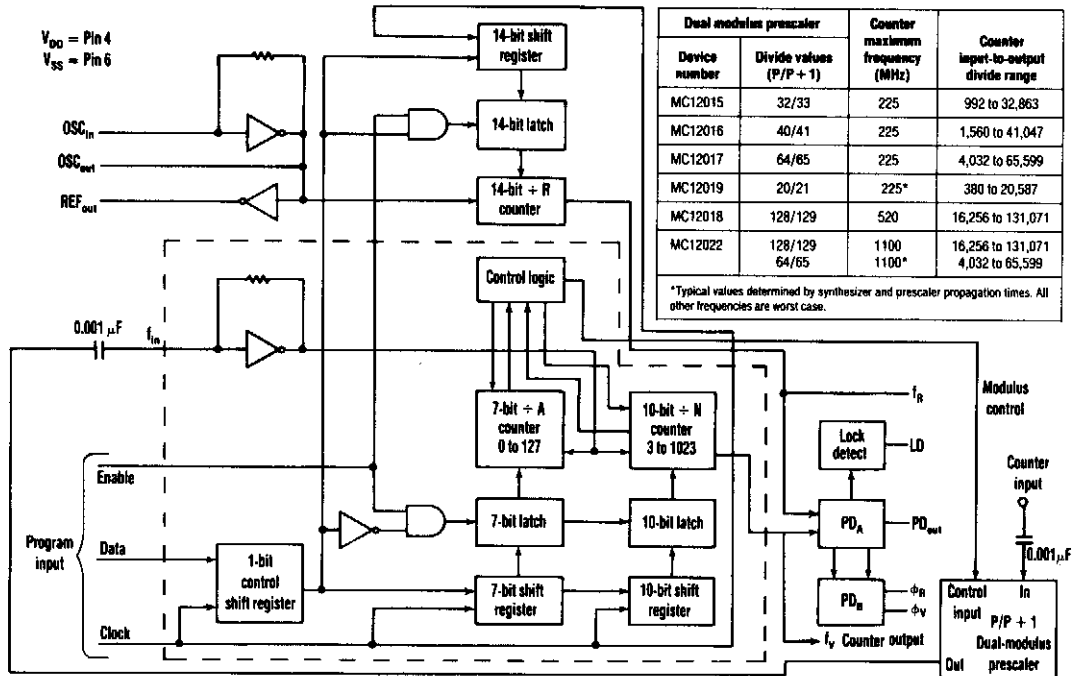 V_DD = Pin 4
V_SS = Pin 6
OSC_in
OSC_out
REF_out
14-bit shift
register
14-bit latch
14-bit ÷ R
counter
Dual modulus prescaler
Counter
maximum
frequency
(MHz)
Counter
input-to-output
divide range
Device
number
Divide values
(P/P + 1)
MC12015 32/33 225 992 to 32,863
MC12016 40/41 225 1,560 to 41,047
MC12017 64/65 225 4,032 to 65,599
MC12019 20/21 225* 380 to 20,587
MC12018 128/129 520 16,256 to 131,071
MC12022 128/129 1100 16,256 to 131,071
64/65 1100* 4,032 to 65,599
*Typical values determined by synthesizer and prescaler propagation times. All
other frequencies are worst case.
0.001 μF
f_in
Control logic
7-bit ÷ A
counter
0 to 127
10-bit ÷ N
counter
3 to 1023
f_R
Modulus
control
Lock
detect
LD
Counter
input
Enable
7-bit latch
10-bit latch
PD_A
PD_out
0.001 μF
Program
input
Data
1-bit
control
shift register
7-bit shift
register
10-bit shift
register
PD_B
ϕ_R
ϕ_V
Control
input
In
P/P + 1
Dual-modulus
prescaler
Out
Clock
f_V Counter output